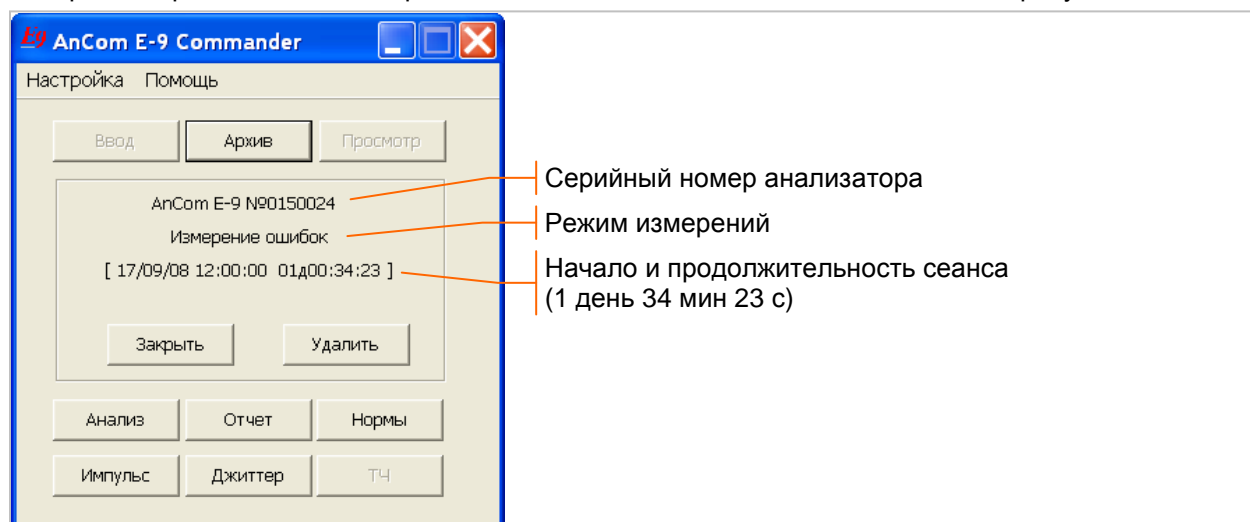 AnCom E-9 Commander
Настройка Помощь
Ввод Архив Просмотр
AnCom E-9 №0150024
Измерение ошибок
[ 17/09/08 12:00:00 01д00:34:23 ]
Закрыть Удалить
Анализ Отчет Нормы
Импульс Джиттер ТЧ
Серийный номер анализатора
Режим измерений
Начало и продолжительность сеанса
(1 день 34 мин 23 с)